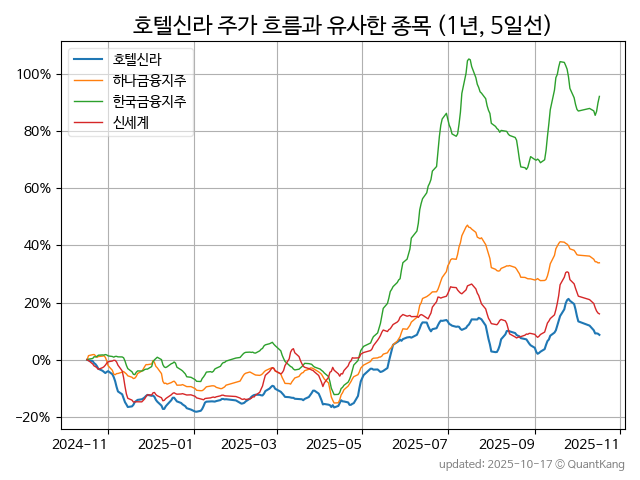 호텔신라 주가 흐름과 유사한 종목 (1년, 5일선)
호텔신라
하나금융지주
한국금융지주
신세계
100%
80%
60%
40%
20%
0%
−20%
2024-11
2025-01
2025-03
2025-05
2025-07
2025-09
2025-11
updated: 2025-10-17 © QuantKang